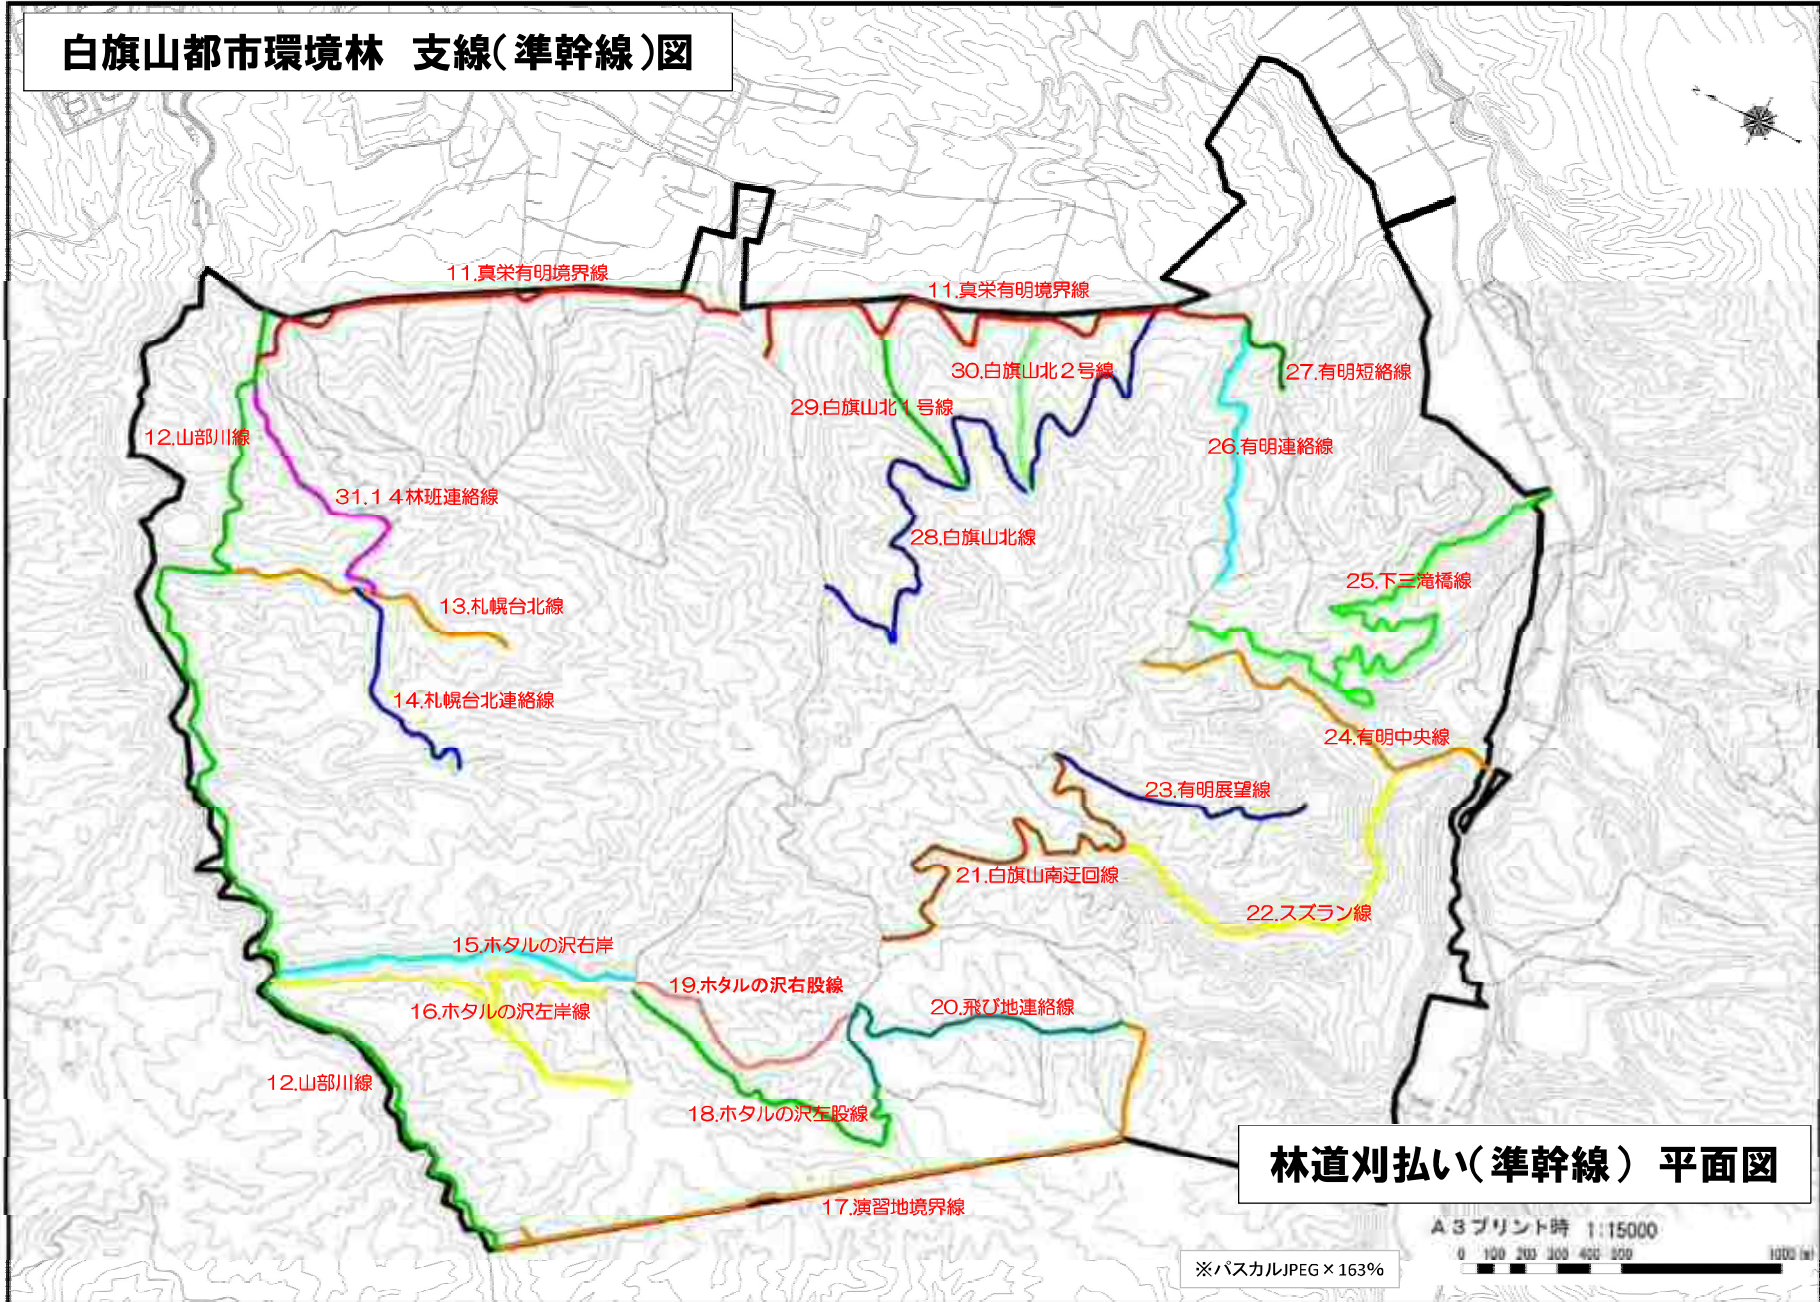 白旗山都市環境林　支線(準幹線)図
11.真栄有明境界線
11.真栄有明境界線
30.白旗山北2号線
27.有明短絡線
29.白旗山北1号線
12.山部川線
26.有明連絡線
31.14林班連絡線
28.白旗山北線
25.下三滝橋線
13.札幌台北線
14.札幌台北連絡線
24.有明中央線
23.有明展望線
21.白旗山南迂回線
22.スズラン線
15.ホタルの沢右岸
19.ホタルの沢右股線
16.ホタルの沢左岸線
20.飛び地連絡線
12.山部川線
18.ホタルの沢左股線
林道刈払い(準幹線)　平面図
17.演習地境界線
A3プリント時　1:15000
0 100 200 300 400 500 1000 (m)
※パスカルJPEG×163%